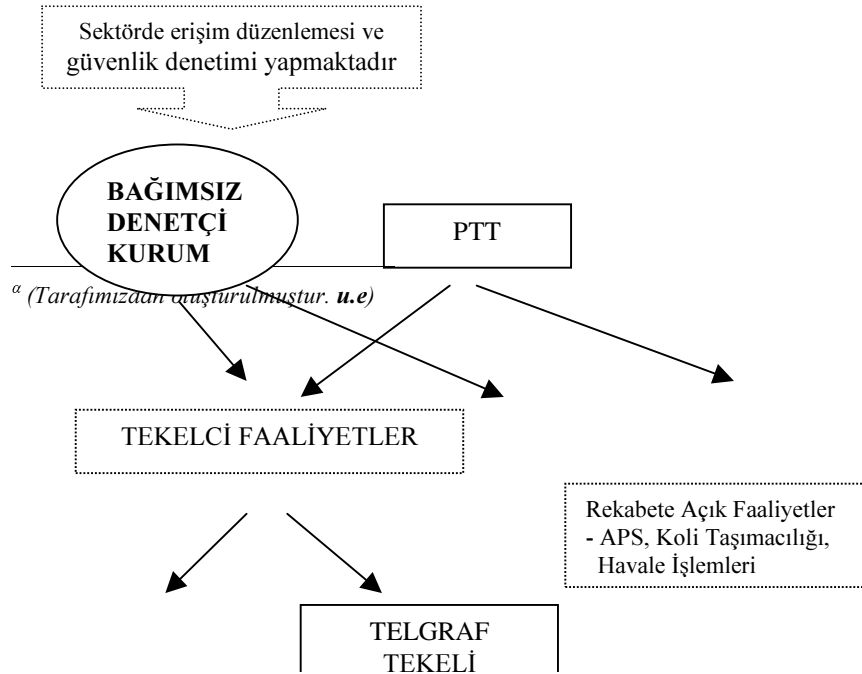 Sektörde erişim düzenlemesi ve
güvenlik denetimi yapmaktadır
BAĞIMSIZ
DENETÇİ
KURUM
PTT
α (Tarafımızdan oluşturulmuştur. u.e)
TEKELCİ FAALİYETLER
Rekabete Açık Faaliyetler
- APS, Koli Taşımacılığı,
Havale İşlemleri
TELGRAF
TEKELİ